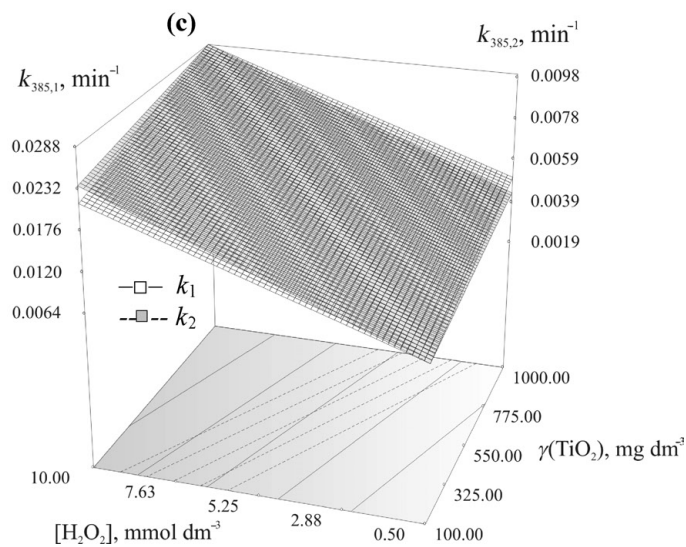 (c)
k385,1, min⁻¹
k385,2, min⁻¹
0.0288
0.0232
0.0176
0.0120
0.0064
0.0098
0.0078
0.0059
0.0039
0.0019
k1
k2
10.00
7.63
5.25
2.88
0.50
[H2O2], mmol dm⁻³
1000.00
775.00
550.00
325.00
100.00
γ(TiO2), mg dm⁻³